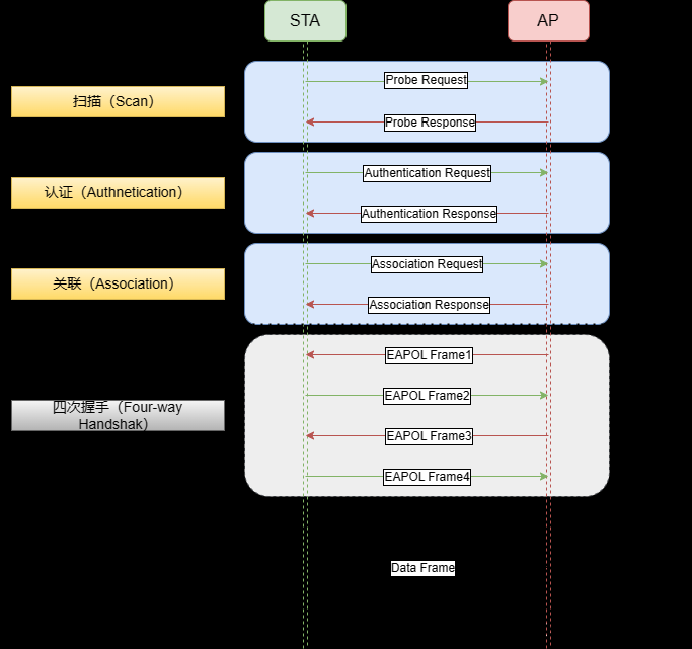 STA
AP
扫描（Scan）
Probe Request
Probe Response
认证（Authnetication）
Authentication Request
Authentication Response
关联（Association）
Association Request
Association Response
EAPOL Frame1
四次握手（Four-way
Handshak）
EAPOL Frame2
EAPOL Frame3
EAPOL Frame4
Data Frame